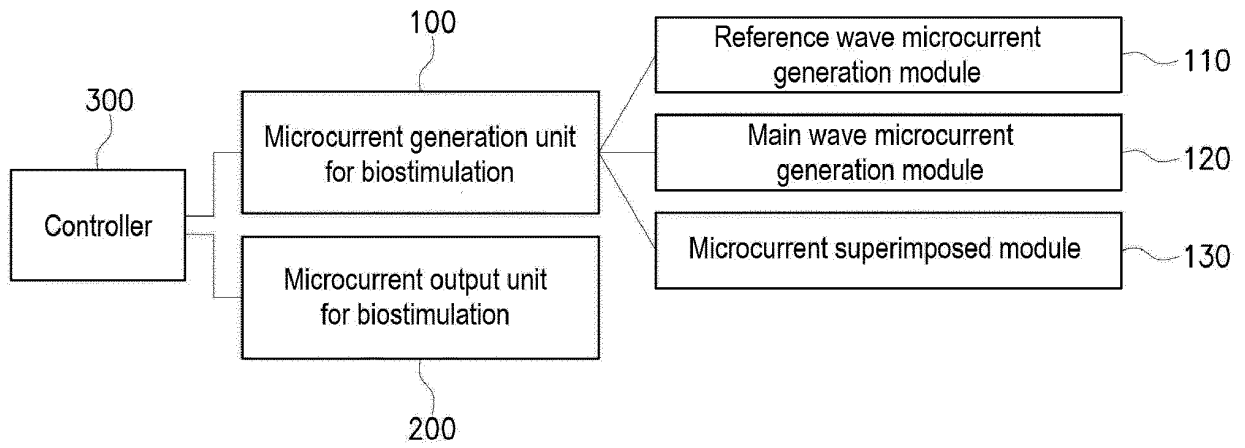 100
Reference wave microcurrent
generation module
110
300
Microcurrent generation unit
for biostimulation
Main wave microcurrent
generation module
120
Controller
Microcurrent superimposed module
130
Microcurrent output unit
for biostimulation
200